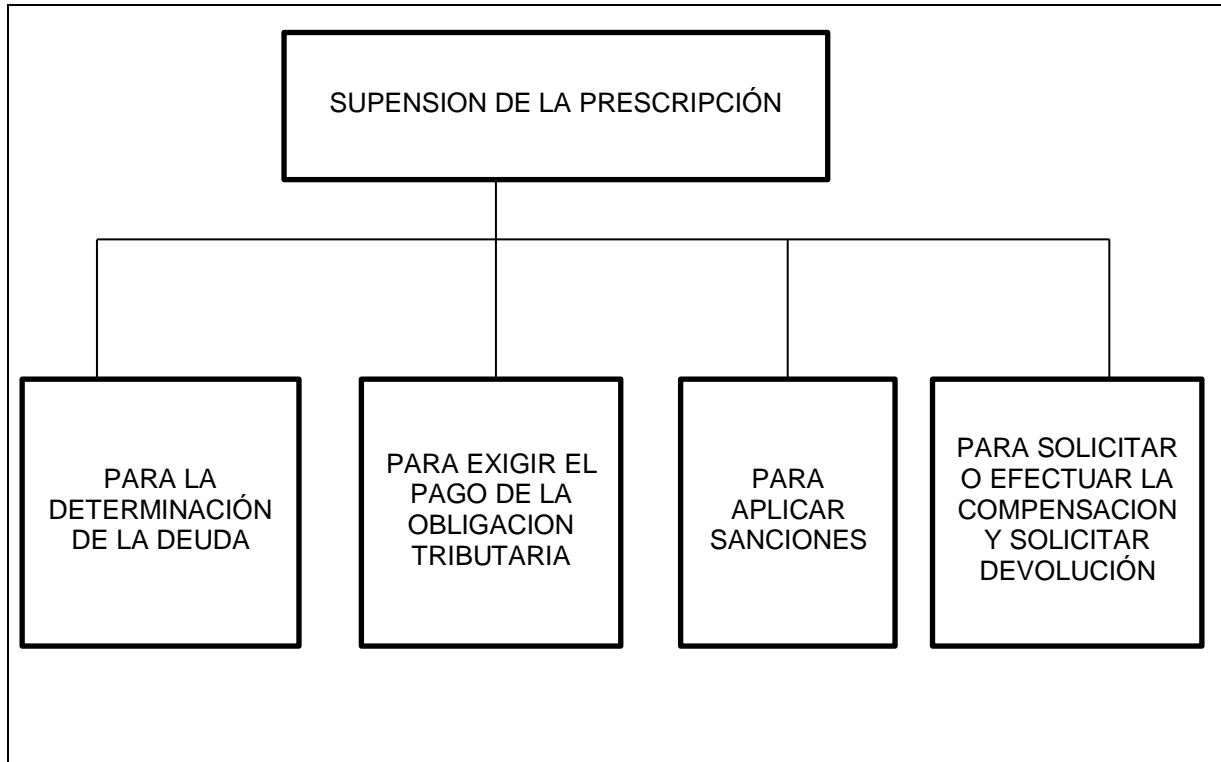 SUPENSION DE LA PRESCRIPCIÓN
PARA LA
DETERMINACIÓN
DE LA DEUDA
PARA EXIGIR EL
PAGO DE LA
OBLIGACION
TRIBUTARIA
PARA
APLICAR
SANCIONES
PARA SOLICITAR
O EFECTUAR LA
COMPENSACION
Y SOLICITAR
DEVOLUCIÓN